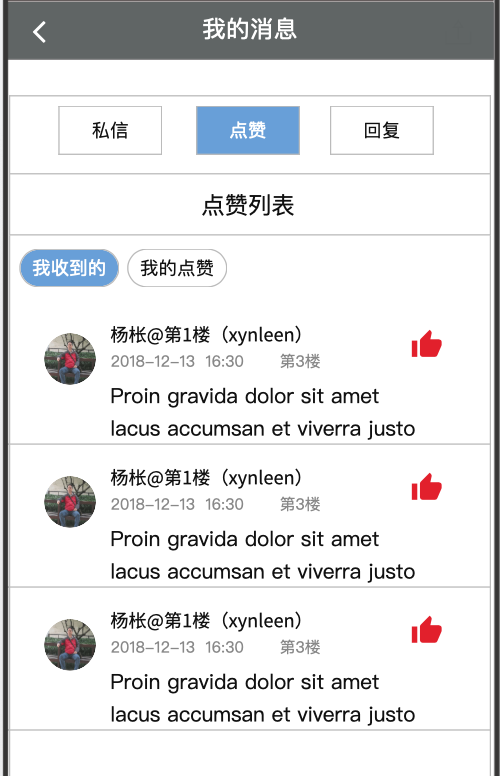 我的消息
私信 点赞 回复
点赞列表
我收到的 我的点赞
杨枨@第1楼（xynleen）
2018-12-13 16:30 第3楼
Proin gravida dolor sit amet
lacus accumsan et viverra justo
杨枨@第1楼（xynleen）
2018-12-13 16:30 第3楼
Proin gravida dolor sit amet
lacus accumsan et viverra justo
杨枨@第1楼（xynleen）
2018-12-13 16:30 第3楼
Proin gravida dolor sit amet
lacus accumsan et viverra justo